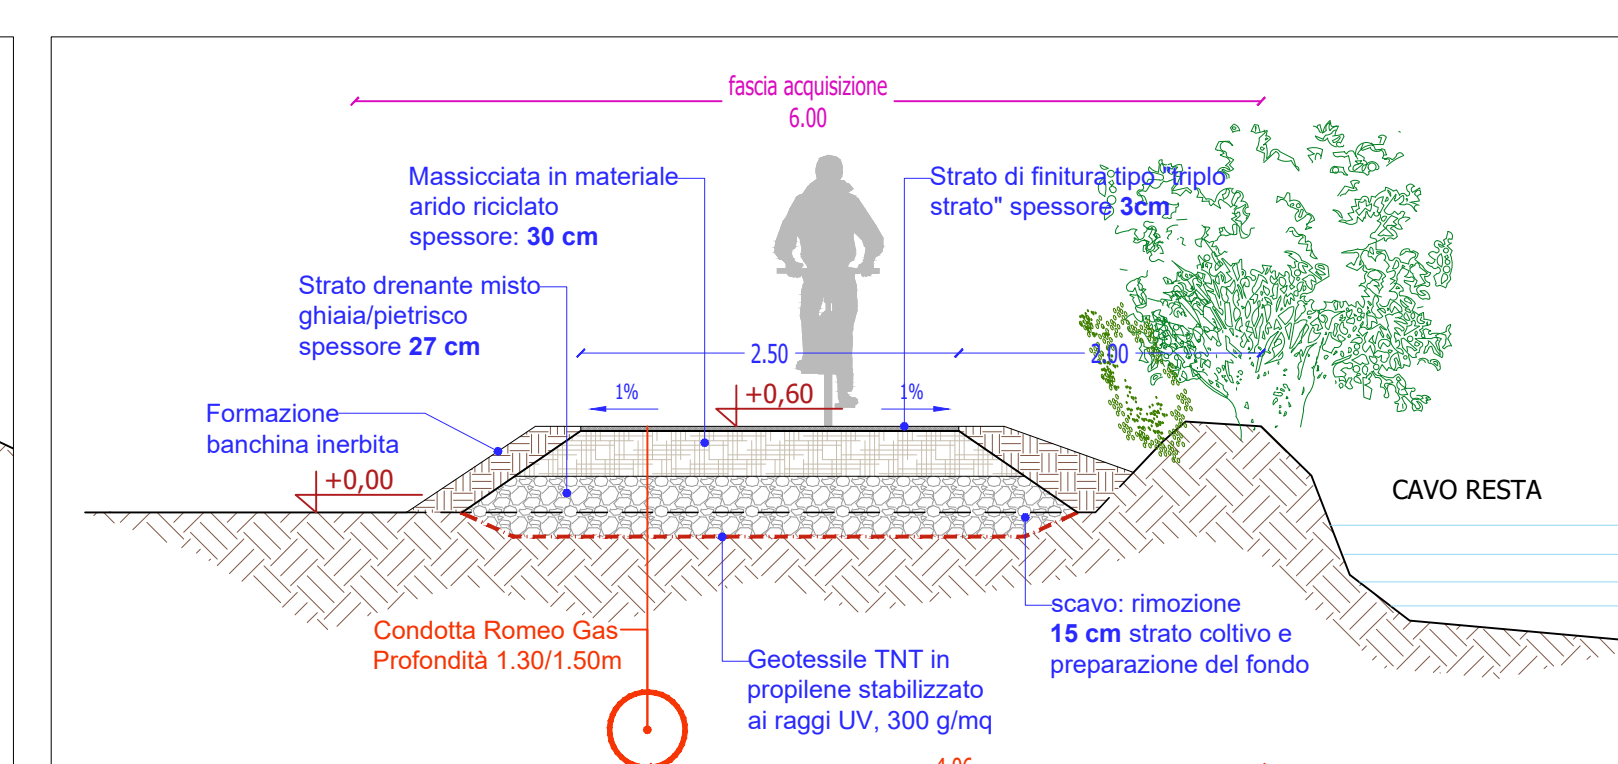 fascia acquisizione
6.00
Massicciata in materiale
arido riciclato
spessore: 30 cm
Strato di finitura tipo "triplo
strato" spessore 3cm
Strato drenante misto
ghiaia/pietrisco
spessore 27 cm
2.50
2.00
1%
+0,60
1%
Formazione
banchina inerbita
+0,00
CAVO RESTA
Condotta Romeo Gas
Profondità 1.30/1.50m
scavo: rimozione
15 cm strato coltivo e
preparazione del fondo
Geotessile TNT in
propilene stabilizzato
ai raggi UV, 300 g/mq